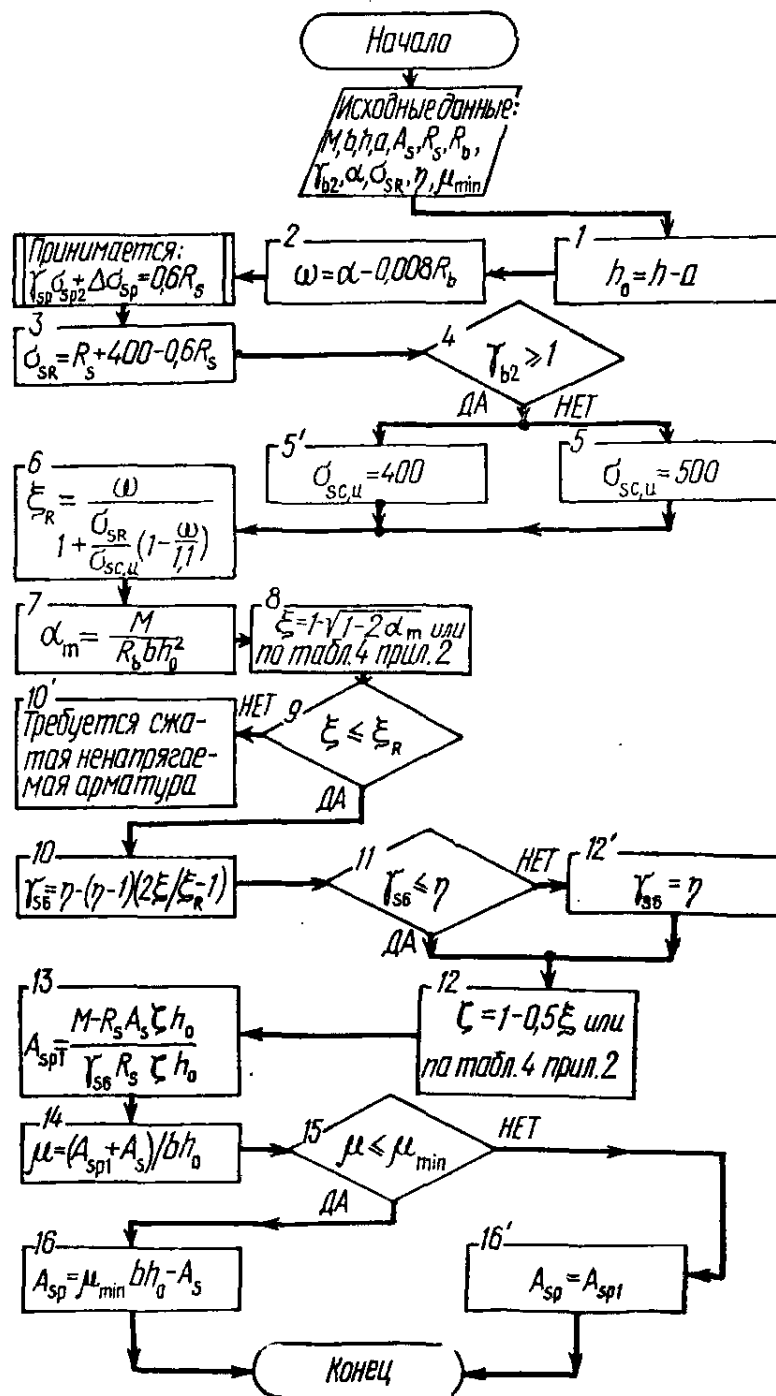 Начало
Исходные данные:
M, b, h, a, A_s, R_s, R_b,
γ_b2, α, σ_sR, η, μ_min
1
h_0 = h - a
2
ω = α - 0,008R_b
Принимается:
γ_sp σ_sp2 + Δσ_sp = 0,6R_s
3
σ_sR = R_s + 400 - 0,6R_s
4
γ_b2 ⩾ 1
ДА
НЕТ
5'
σ_sc,u = 400
5
σ_sc,u = 500
6
ξ_R = ω / (1 + σ_sR/σ_sc,u (1 - ω/1,1))
7
α_m = M / (R_b b h_0^2)
8
ξ = 1 - √(1 - 2α_m) или
по табл. 4 прил. 2
9
ξ ⩽ ξ_R
НЕТ
10'
Требуется сжа-
тая ненапрягае-
мая арматура
ДА
10
γ_s6 = η - (η - 1)(2ξ/ξ_R - 1)
11
γ_s6 ⩽ η
НЕТ
12'
γ_s6 = η
ДА
12
ζ = 1 - 0,5ξ или
па табл. 4 прил. 2
13
A_sp1 = (M - R_s A_s ζ h_0) / (γ_s6 R_s ζ h_0)
14
μ = (A_sp1 + A_s)/bh_0
15
μ ⩽ μ_min
НЕТ
ДА
16
A_sp = μ_min bh_0 - A_s
16'
A_sp = A_sp1
Конец